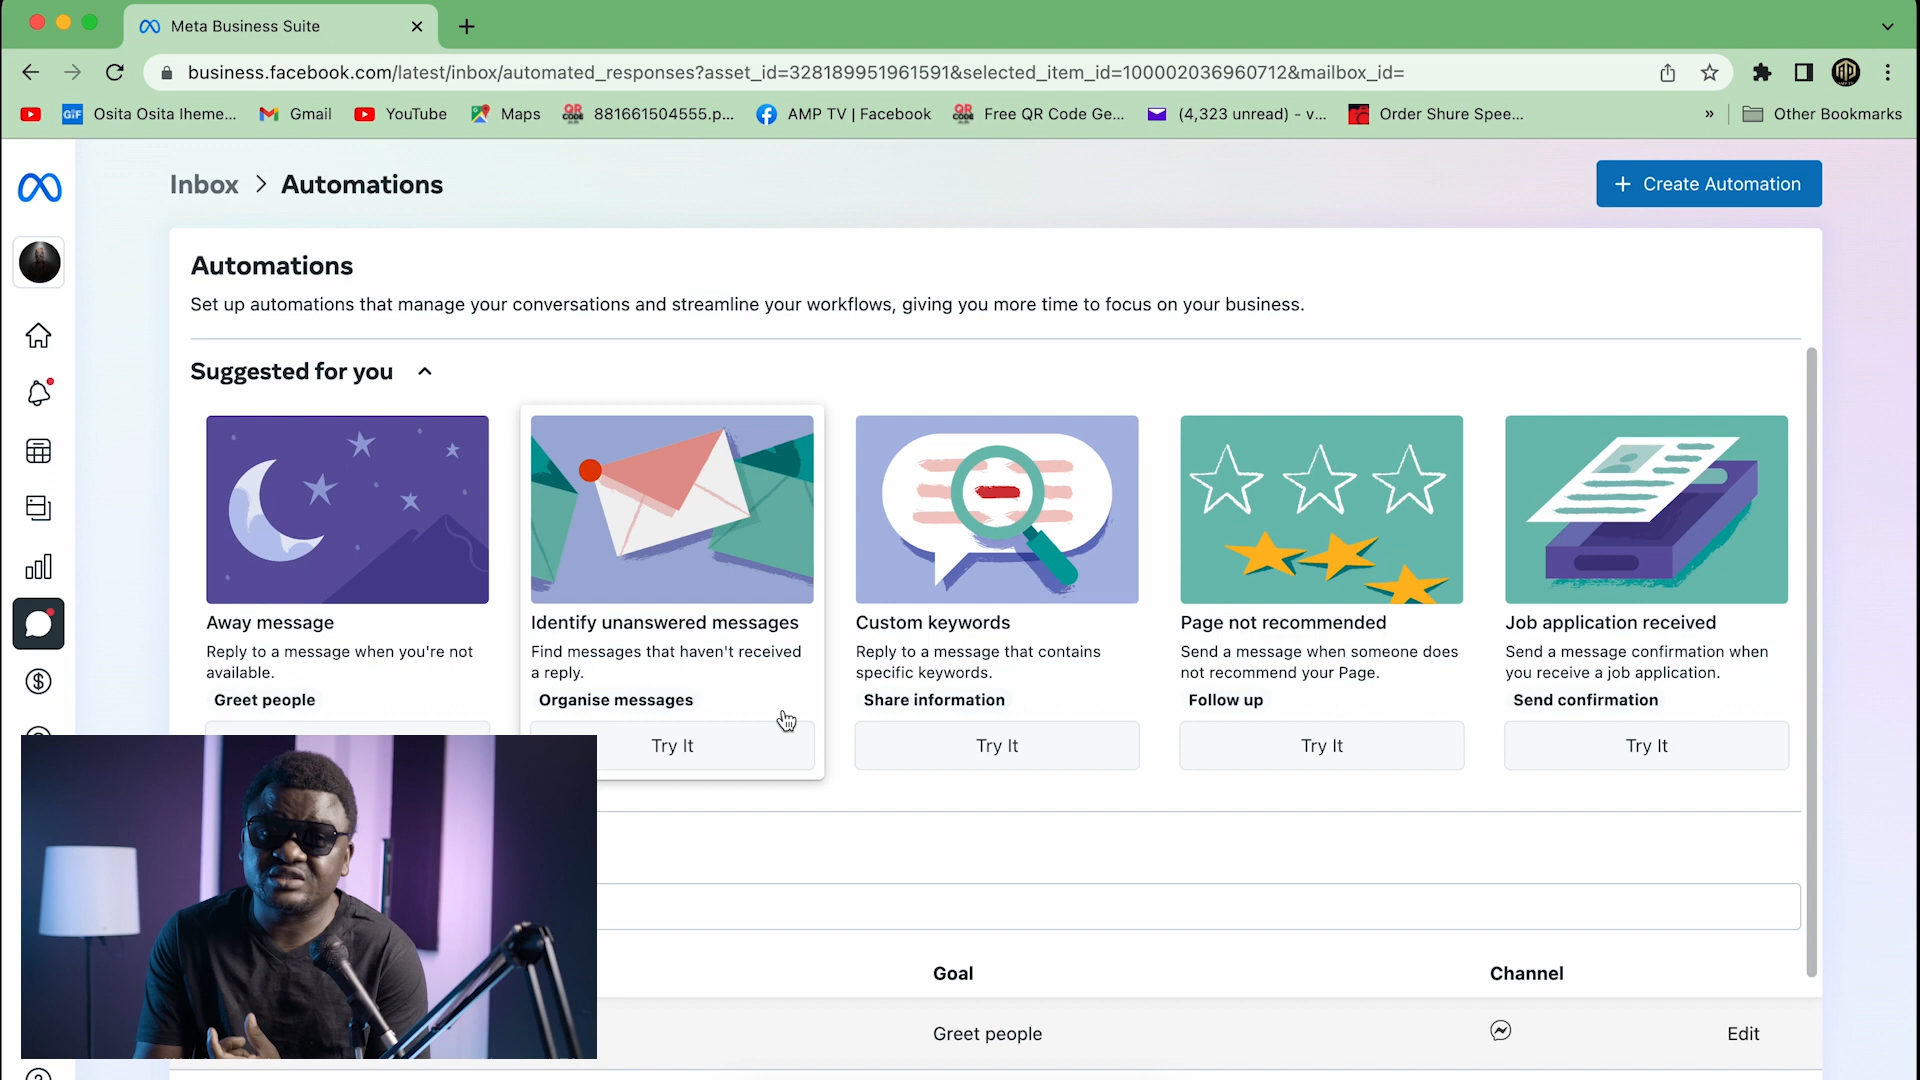 Meta Business Suite
business.facebook.com/latest/inbox/automated_responses?asset_id=328189951961591&selected_item_id=100002036960712&mailbox_id=
GIF Osita Osita Iheme... Gmail YouTube Maps QR CODE 881661504555.p... AMP TV | Facebook QR CODE Free QR Code Ge... (4,323 unread) - v... Order Shure Spee... » Other Bookmarks
Inbox > Automations
+ Create Automation
Automations
Set up automations that manage your conversations and streamline your workflows, giving you more time to focus on your business.
Suggested for you
Away message
Reply to a message when you're not
available.
Greet people
Identify unanswered messages
Find messages that haven't received
a reply.
Organise messages
Try It
Custom keywords
Reply to a message that contains
specific keywords.
Share information
Try It
Page not recommended
Send a message when someone does
not recommend your Page.
Follow up
Try It
Job application received
Send a message confirmation when
you receive a job application.
Send confirmation
Try It
Goal Channel
Greet people Edit